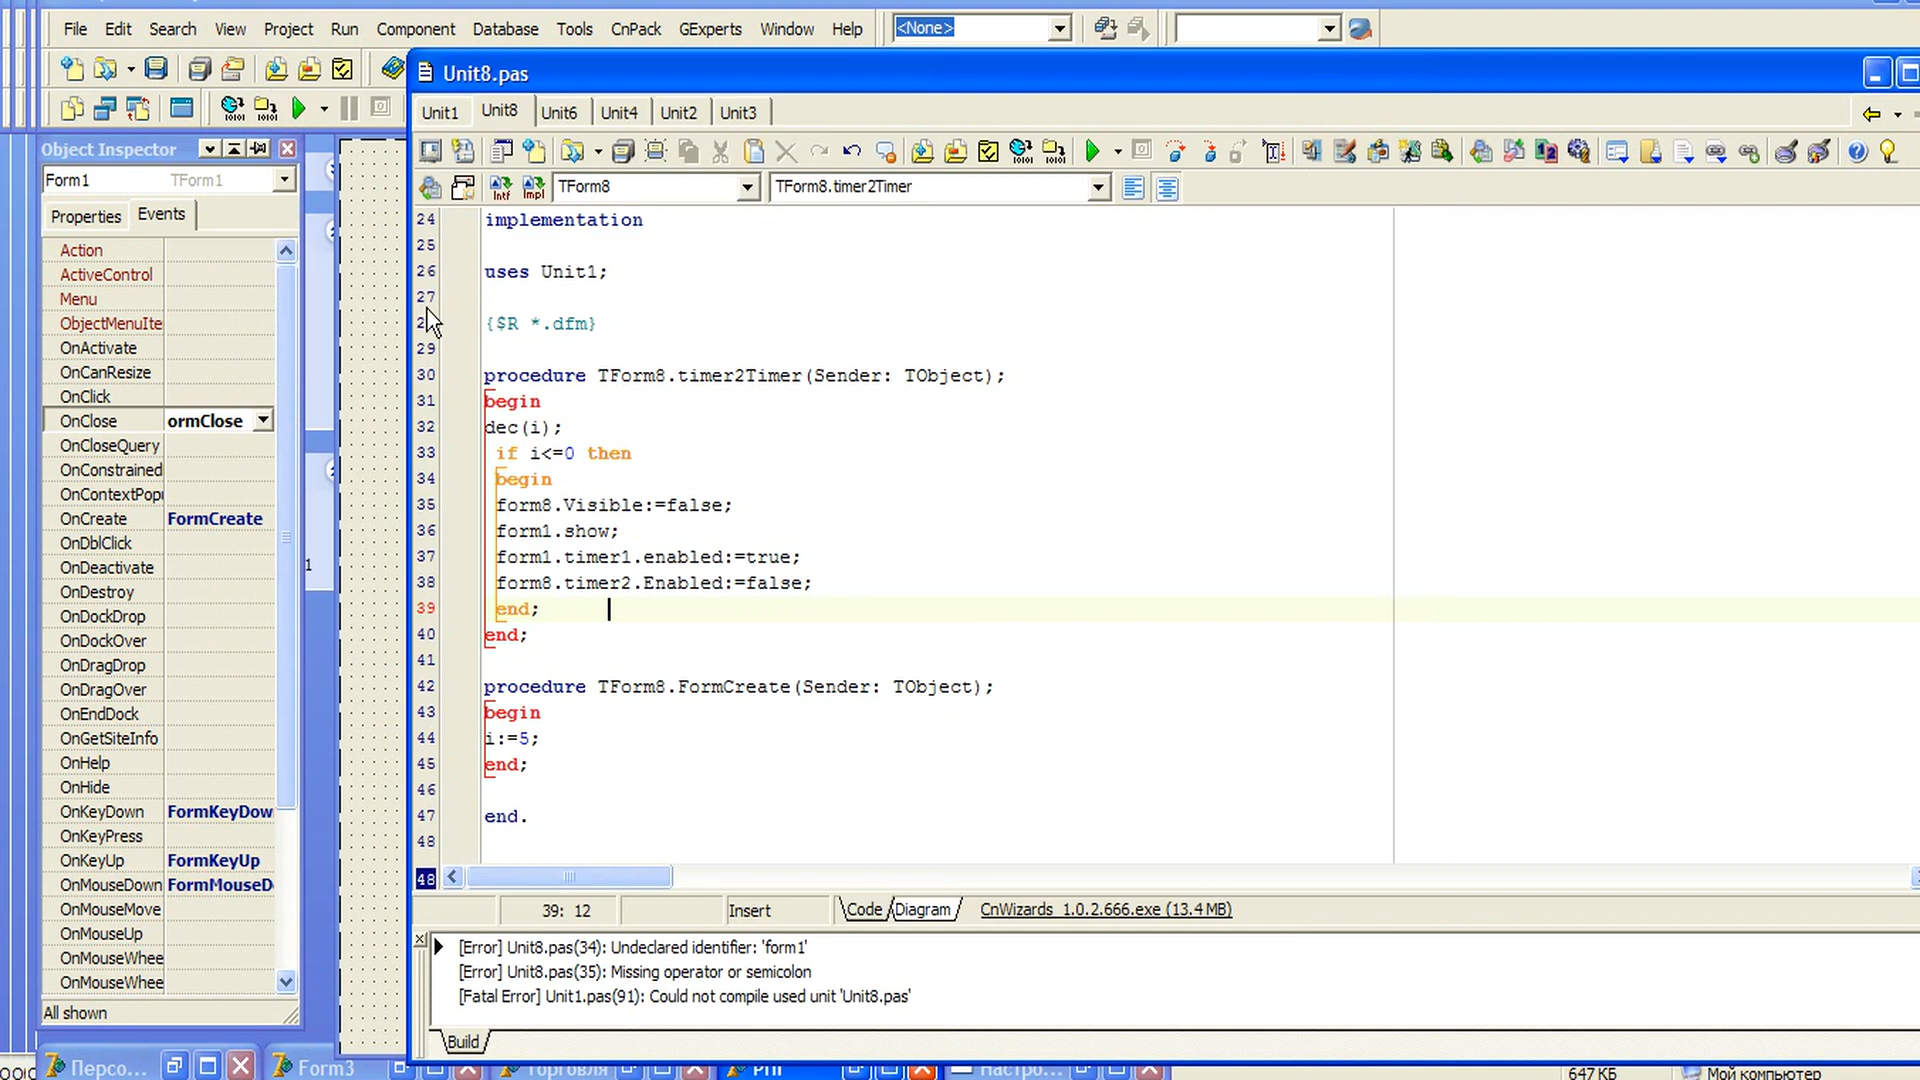 File Edit Search View Project Run Component Database Tools CnPack GExperts Window Help <None>
Unit8.pas
Unit1 Unit8 Unit6 Unit4 Unit2 Unit3
Object Inspector
Form1 TForm1
Properties Events
Intf Impl TForm8 TForm8.timer2Timer
Action
ActiveControl
Menu
ObjectMenuIte
OnActivate
OnCanResize
OnClick
OnClose ormClose
OnCloseQuery
OnConstrained
OnContextPopu
OnCreate FormCreate
OnDblClick
OnDeactivate
OnDestroy
OnDockDrop
OnDockOver
OnDragDrop
OnDragOver
OnEndDock
OnGetSiteInfo
OnHelp
OnHide
OnKeyDown FormKeyDow
OnKeyPress
OnKeyUp FormKeyUp
OnMouseDown FormMouseD
OnMouseMove
OnMouseUp
OnMouseWhee
OnMouseWhee
All shown
1
24 implementation
25
26 uses Unit1;
27
2 {$R *.dfm}
29
30 procedure TForm8.timer2Timer(Sender: TObject);
31 begin
32 dec(i);
33 if i<=0 then
34 begin
35 form8.Visible:=false;
36 form1.show;
37 form1.timer1.enabled:=true;
38 form8.timer2.Enabled:=false;
39 end;
40 end;
41
42 procedure TForm8.FormCreate(Sender: TObject);
43 begin
44 i:=5;
45 end;
46
47 end.
48
48
39: 12 Insert Code Diagram CnWizards_1.0.2.666.exe (13.4 MB)
[Error] Unit8.pas(34): Undeclared identifier: 'form1'
[Error] Unit8.pas(35): Missing operator or semicolon
[Fatal Error] Unit1.pas(91): Could not compile used unit 'Unit8.pas'
Build
Персо... Form3 Торговля РПГ Настро...
647 КБ Мой компьютер